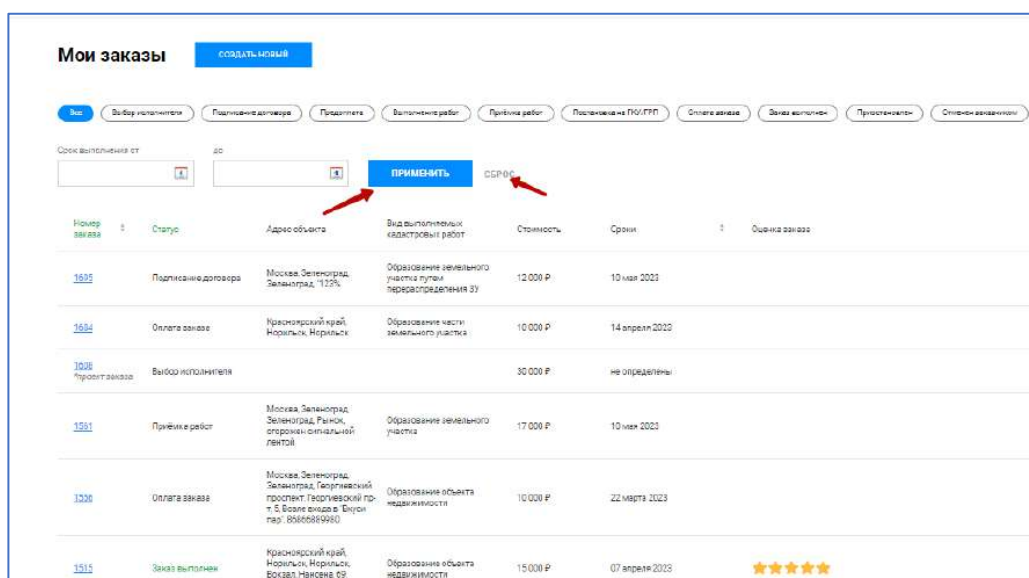 Мои заказы
СОЗДАТЬ НОВЫЙ
Все Выбор исполнителя Подписание договора Предоплата Выполнение работ Приёмка работ Постановка на ГКУ/ГРП Оплата заказа Заказ выполнен Приостановлен Отменен заказчиком
Срок выполнения от до
ПРИМЕНИТЬ СБРОС
Номер заказа Статус Адрес объекта Вид выполняемых кадастровых работ Стоимость Сроки Оценка заказа
Подписание договора
Москва, Зеленоград,
Зеленоград, "123%
Образование земельного
участка путем
перераспределения ЗУ
12 000 ₽ 10 мая 2023
Оплата заказа
Красноярский край,
Норильск, Норильск
Образование части
земельного участка
10 000 ₽ 14 апреля 2023
*проект заказа
Выбор исполнителя 30 000 ₽ не определены
1561 Приёмка работ
Москва, Зеленоград,
Зеленоград, Рынок,
огорожен сигнальной
лентой
Образование земельного
участка
17 000 ₽ 10 мая 2023
1556 Оплата заказа
Москва, Зеленоград,
Зеленоград, Георгиевский
проспект, Георгиевский пр-
т, 5, Возле входа в "Вкуси
пар".
Образование объекта
недвижимости
10 000 ₽ 22 марта 2023
1515 Заказ выполнен
Красноярский край,
Норильск, Норильск,
Вокзал, Нансена, 69
Образование объекта
недвижимости
15 000 ₽ 07 апреля 2023